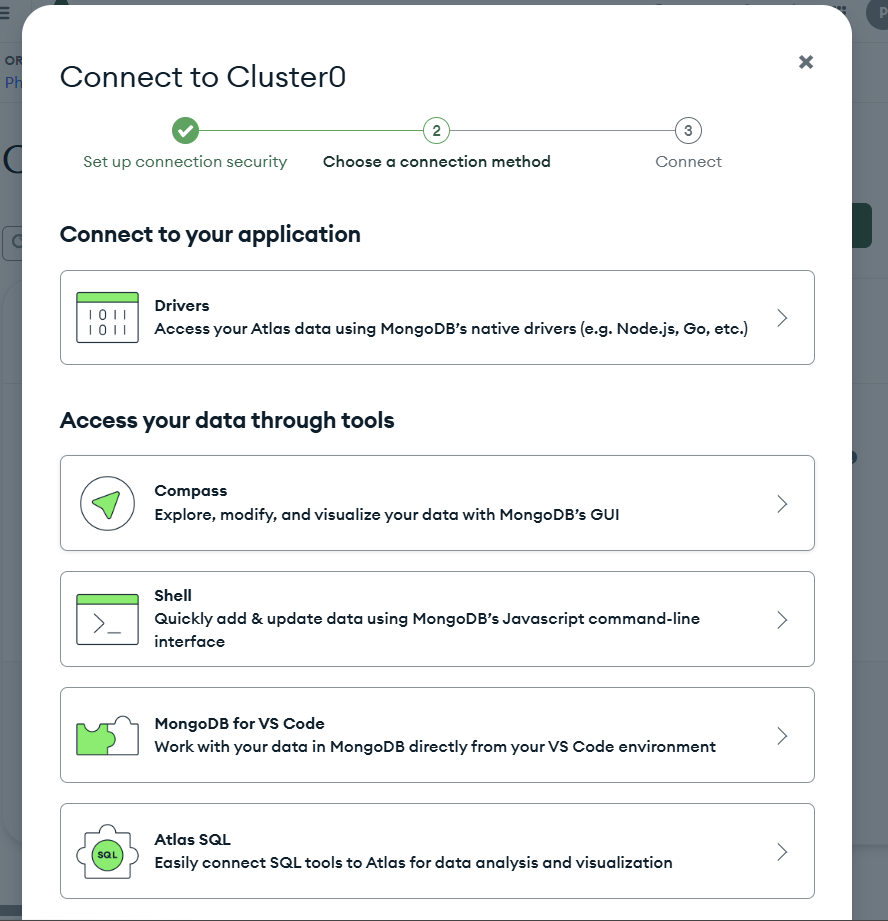 OR
Ph
P
Connect to Cluster0
2
3
Set up connection security
Choose a connection method
Connect
Connect to your application
1011
1011
Drivers
Access your Atlas data using MongoDB's native drivers (e.g. Node.js, Go, etc.)
Access your data through tools
Compass
Explore, modify, and visualize your data with MongoDB's GUI
Shell
Quickly add & update data using MongoDB's Javascript command-line
interface
>_
MongoDB for VS Code
Work with your data in MongoDB directly from your VS Code environment
SQL
Atlas SQL
Easily connect SQL tools to Atlas for data analysis and visualization